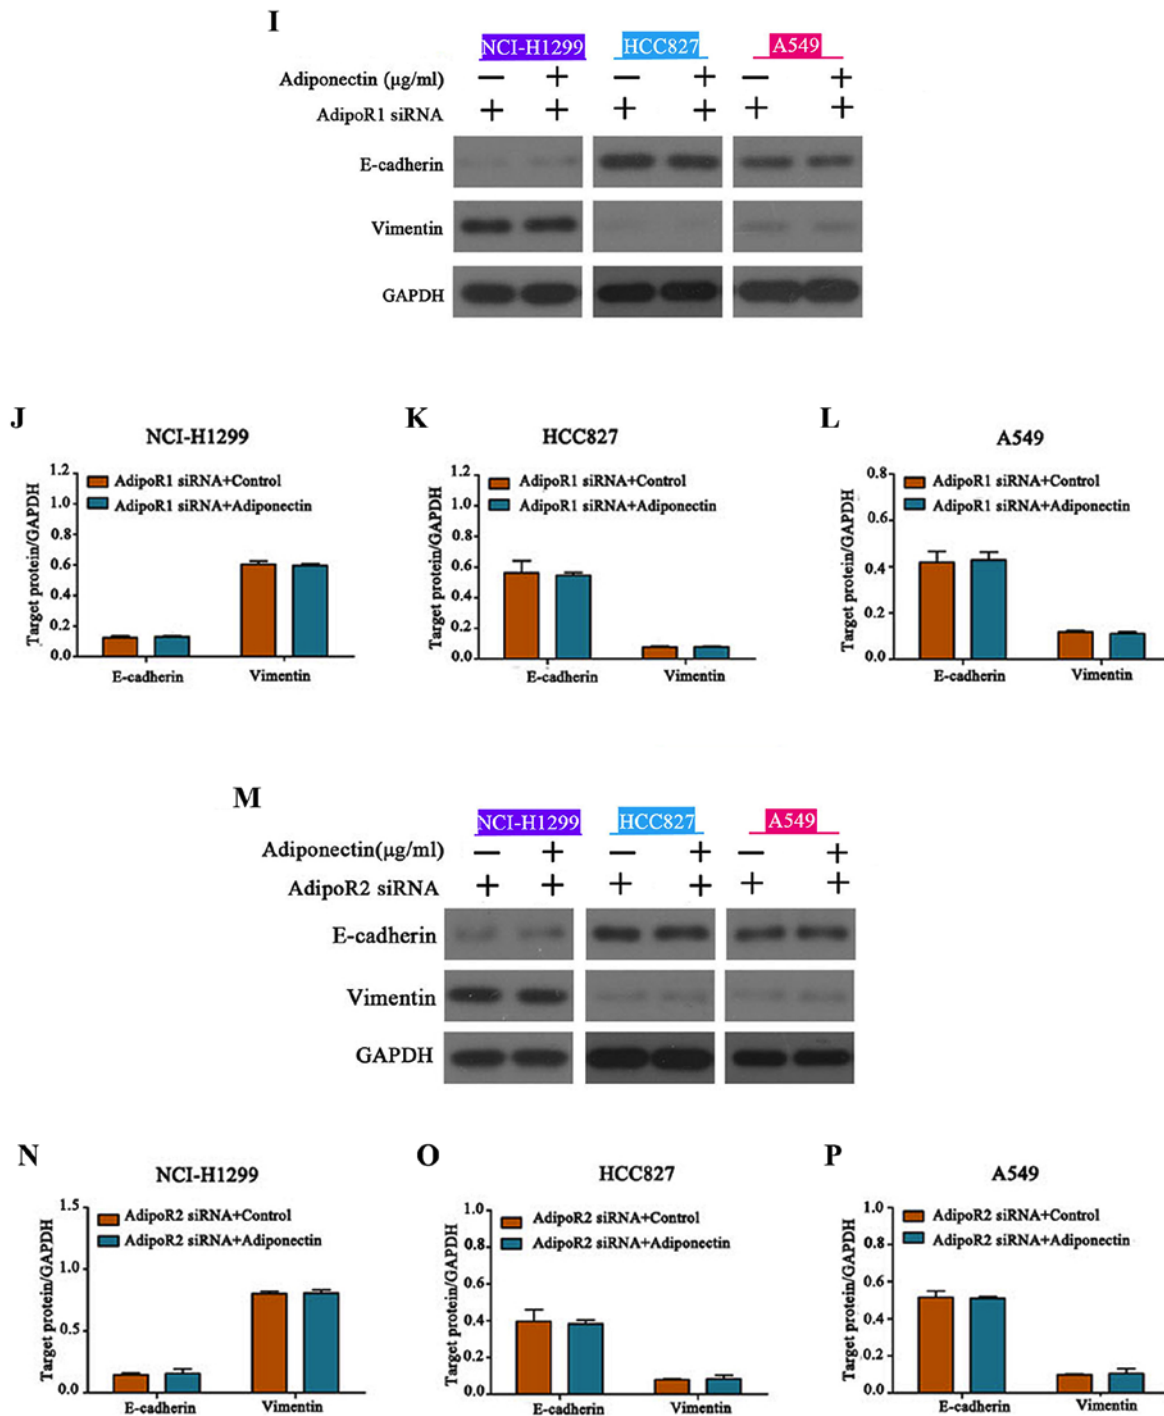 I
NCI-H1299 HCC827 A549
Adiponectin (µg/ml) — + — + — +
AdipoR1 siRNA + + + + + +
E-cadherin
Vimentin
GAPDH
J K L
NCI-H1299 HCC827 A549
Target protein/GAPDH
1.2
1.0
0.8
0.6
0.4
0.2
0.0
AdipoR1 siRNA+Control
AdipoR1 siRNA+Adiponectin
E-cadherin Vimentin
Target protein/GAPDH
1.2
1.0
0.8
0.6
0.4
0.2
0.0
AdipoR1 siRNA+Control
AdipoR1 siRNA+Adiponectin
E-cadherin Vimentin
Target protein/GAPDH
0.8
0.6
0.4
0.2
0.0
AdipoR1 siRNA+Control
AdipoR1 siRNA+Adiponectin
E-cadherin Vimentin
M
NCI-H1299 HCC827 A549
Adiponectin(µg/ml) — + — + — +
AdipoR2 siRNA + + + + + +
E-cadherin
Vimentin
GAPDH
N O P
NCI-H1299 HCC827 A549
Target protein/GAPDH
1.5
1.0
0.5
0.0
AdipoR2 siRNA+Control
AdipoR2 siRNA+Adiponectin
E-cadherin Vimentin
Target protein/GAPDH
1.0
0.8
0.6
0.4
0.2
0.0
AdipoR2 siRNA+Control
AdipoR2 siRNA+Adiponectin
E-cadherin Vimentin
Target protein/GAPDH
1.0
0.8
0.6
0.4
0.2
0.0
AdipoR2 siRNA+Control
AdipoR2 siRNA+Adiponectin
E-cadherin Vimentin